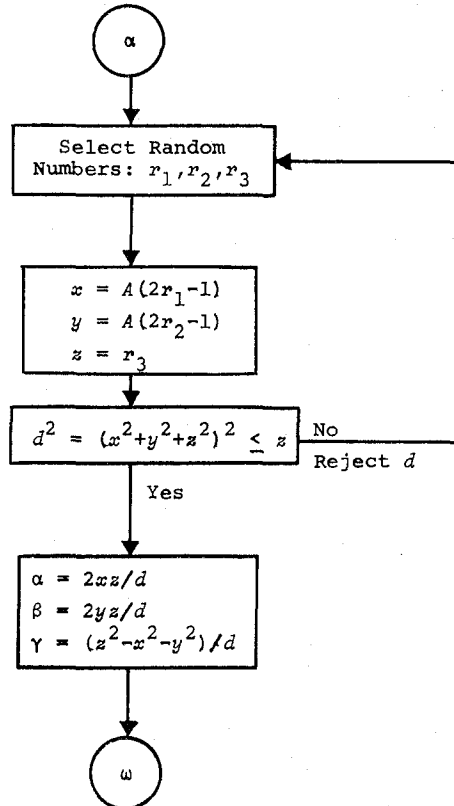 α
Select Random
Numbers: r₁,r₂,r₃
x = A(2r₁-1)
y = A(2r₂-1)
z = r₃
d² = (x²+y²+z²)² ≤ z
No
Reject d
Yes
α = 2xz/d
β = 2yz/d
γ = (z²-x²-y²)/d
ω